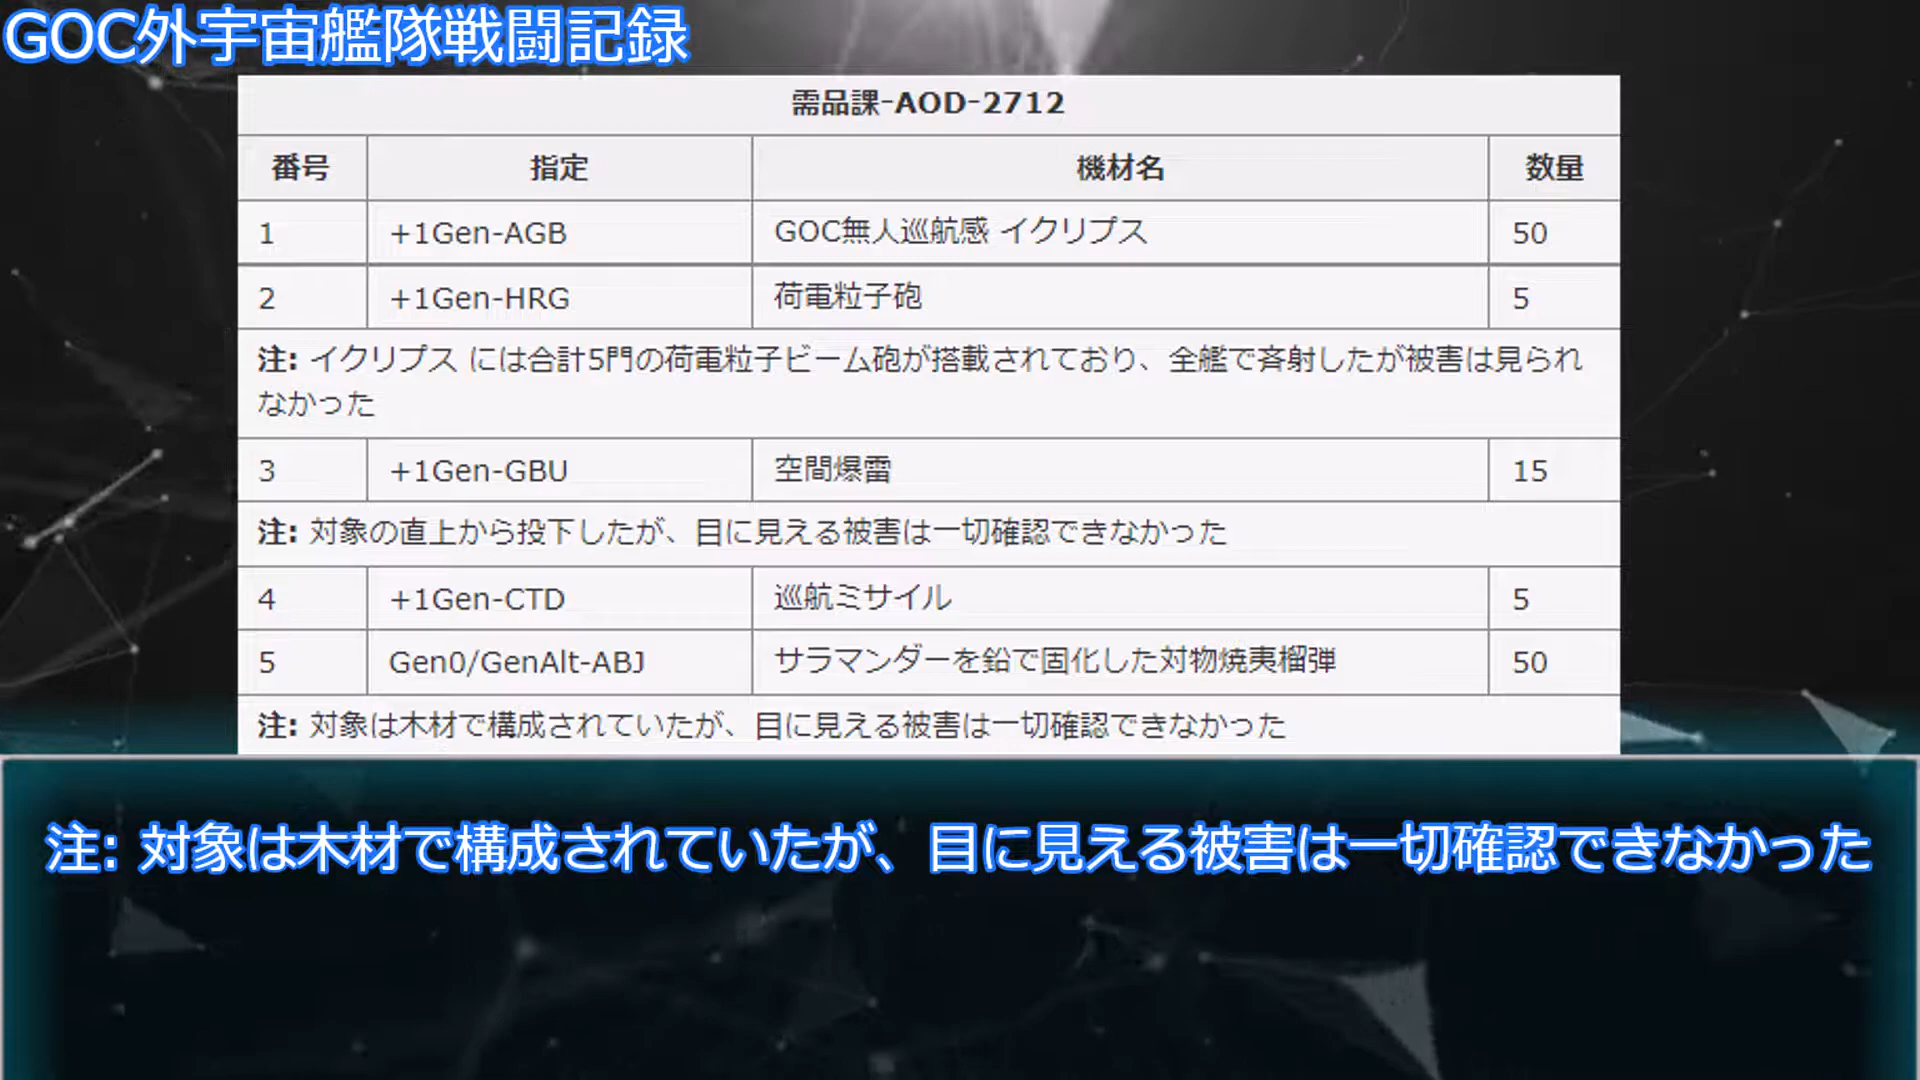 GOC外宇宙艦隊戦闘記録
需品課-AOD-2712
番号 指定 機材名 数量
1 +1Gen-AGB GOC無人巡航感 イクリプス 50
2 +1Gen-HRG 荷電粒子砲 5
注: イクリプス には合計5門の荷電粒子ビーム砲が搭載されており、全艦で斉射したが被害は見られ
なかった
3 +1Gen-GBU 空間爆雷 15
注: 対象の直上から投下したが、目に見える被害は一切確認できなかった
4 +1Gen-CTD 巡航ミサイル 5
5 Gen0/GenAlt-ABJ サラマンダーを鉛で固化した対物焼夷榴弾 50
注: 対象は木材で構成されていたが、目に見える被害は一切確認できなかった
注: 対象は木材で構成されていたが、目に見える被害は一切確認できなかった